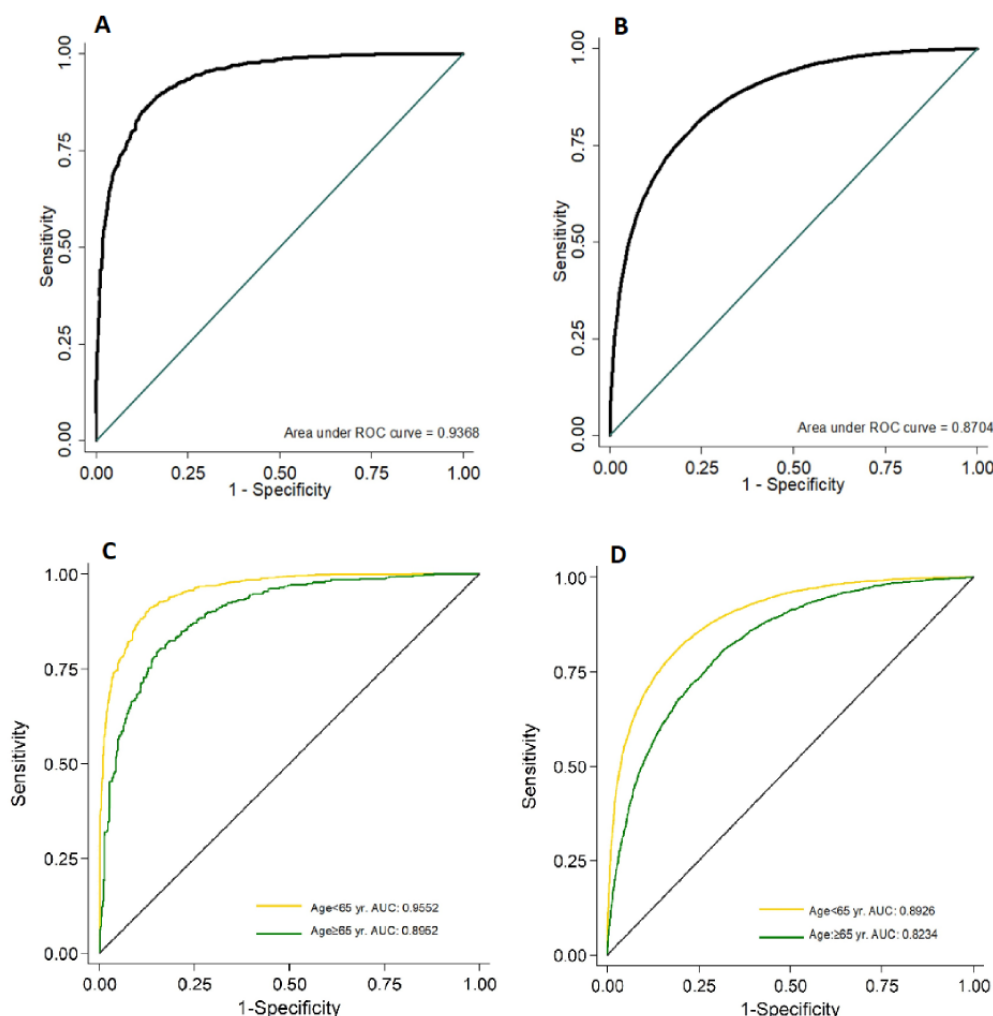 A
1.00
0.75
0.50
0.25
0.00
Sensitivity
Area under ROC curve = 0.9368
0.00 0.25 0.50 0.75 1.00
1 - Specificity
B
1.00
0.75
0.50
0.25
0.00
Sensitivity
Area under ROC curve = 0.8704
0.00 0.25 0.50 0.75 1.00
1 - Specificity
C
1.00
0.75
0.50
0.25
0.00
Sensitivity
Age<65 yr. AUC: 0.9552
Age≥65 yr. AUC: 0.8952
0.00 0.25 0.50 0.75 1.00
1-Specificity
D
1.00
0.75
0.50
0.25
0.00
Sensitivity
Age<65 yr. AUC: 0.8926
Age:≥65 yr. AUC: 0.8234
0.00 0.25 0.50 0.75 1.00
1-Specificity